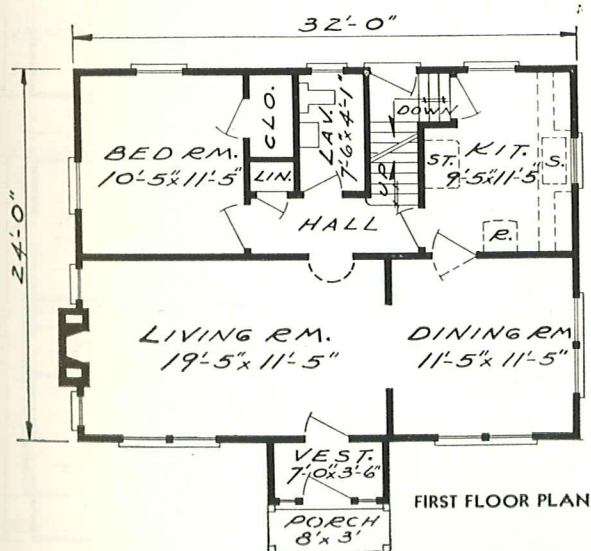 32'-0"
24'-0"
BED RM.
10'-5"x11'-5"
CLO.
LIN.
LAV.
7'-6"x4'-1"
DOWN
UP
ST.
KIT.
9'-5"x11'-5"
S.
R.
HALL
LIVING RM.
19'-5"x11'-5"
DINING RM
11'-5"x11'-5"
VEST.
7'-0"x3'-6"
PORCH
8'x3'
FIRST FLOOR PLAN